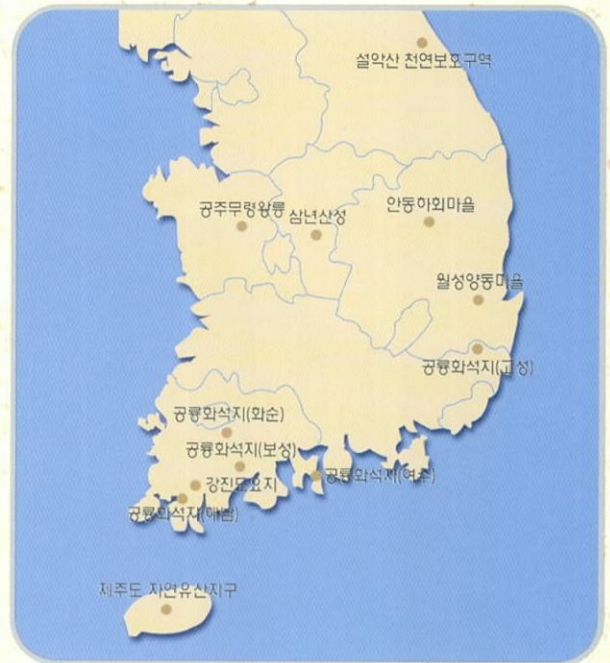 설악산 천연보호구역
공주무령왕릉
삼년산성
안동하회마을
월성양동마을
공룡화석지(고성)
공룡화석지(화순)
공룡화석지(보성)
강진도요지
공룡화석지(여수)
공룡화석지(해남)
제주도 자연유산지구